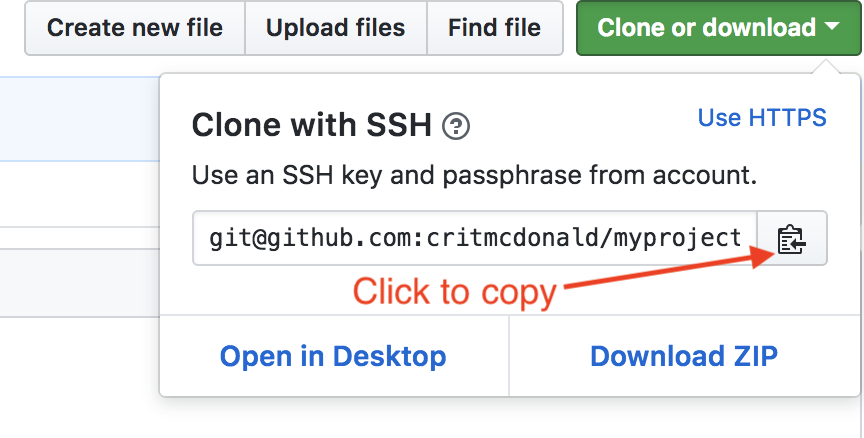 Create new file Upload files Find file Clone or download
Clone with SSH ? Use HTTPS
Use an SSH key and passphrase from account.
git@github.com:critmcdonald/myproject
Click to copy
Open in Desktop Download ZIP